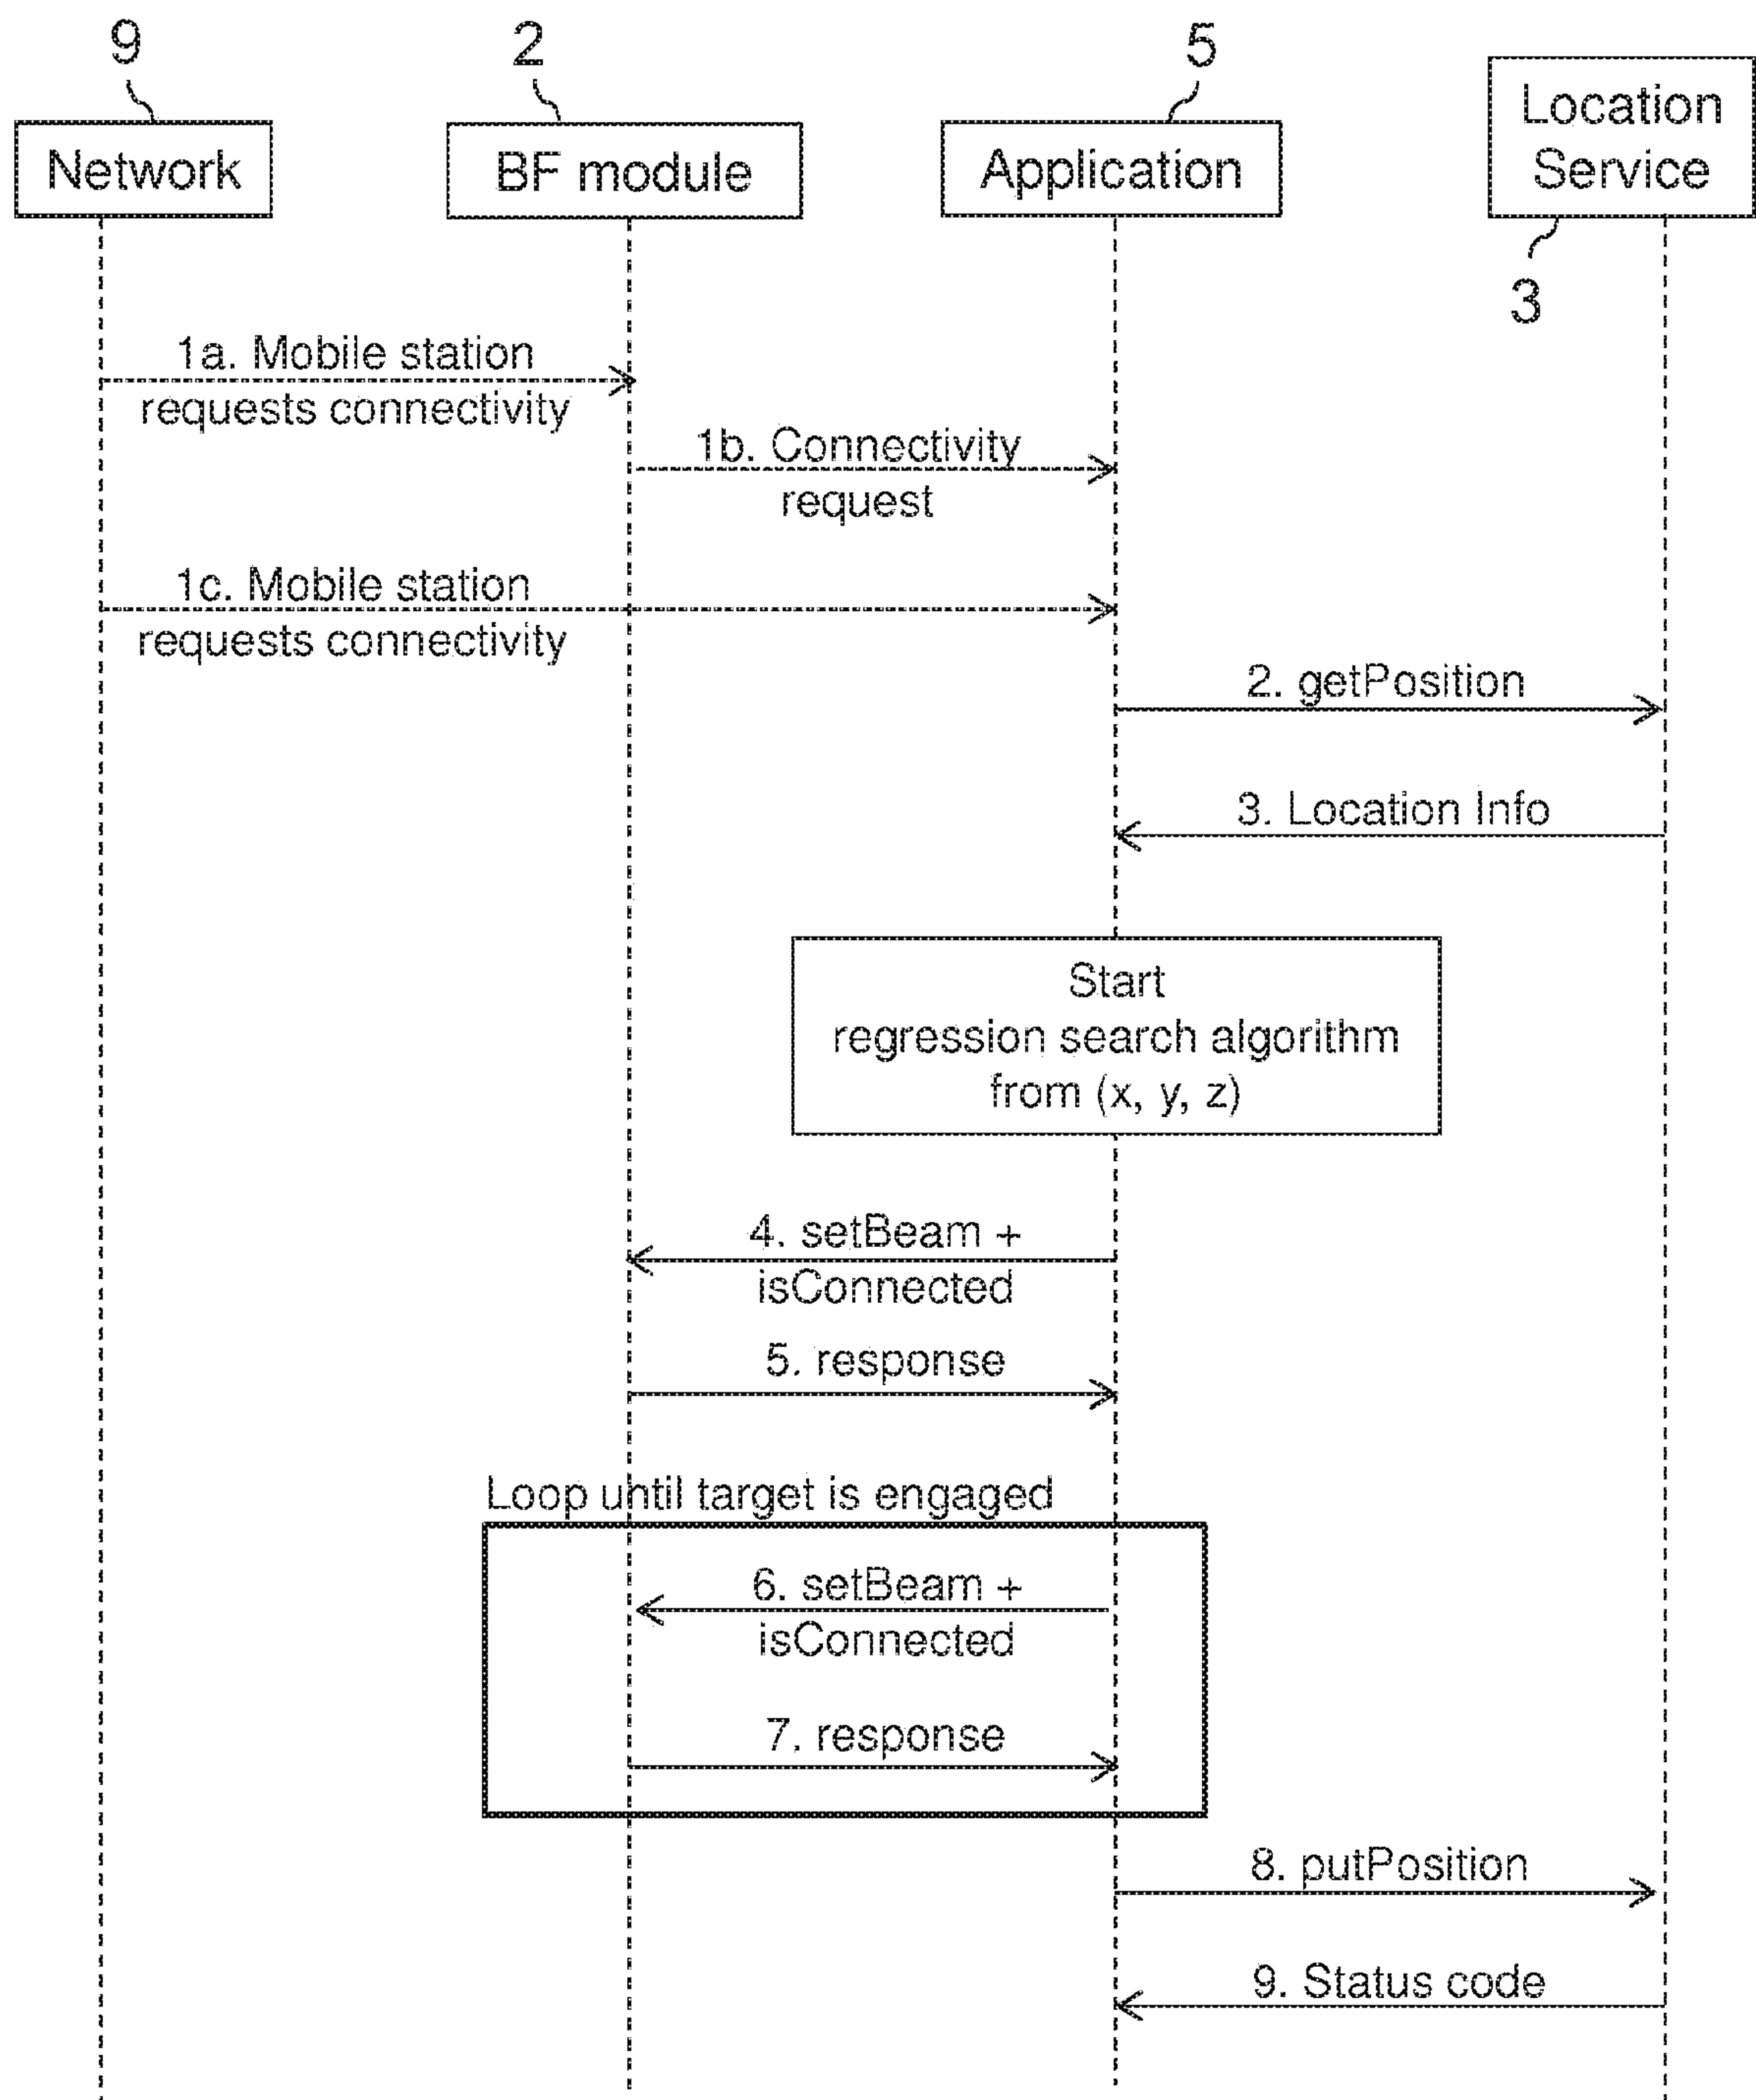 9
2
5
Location
Service
Network
BF module
Application
3
1a. Mobile station
requests connectivity
1b. Connectivity
request
1c. Mobile station
requests connectivity
2. getPosition
3. Location Info
Start
regression search algorithm
from (x, y, z)
4. setBeam +
isConnected
5. response
Loop until target is engaged
6. setBeam +
isConnected
7. response
8. putPosition
9. Status code